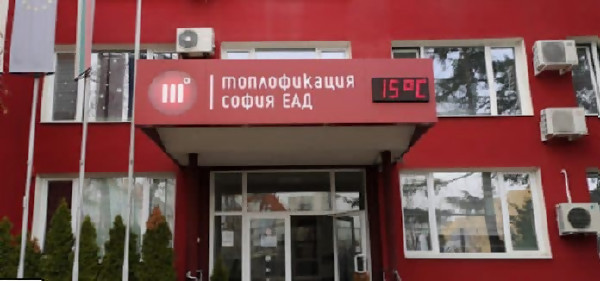 m°
топлофикация
софия ЕАД
15°C